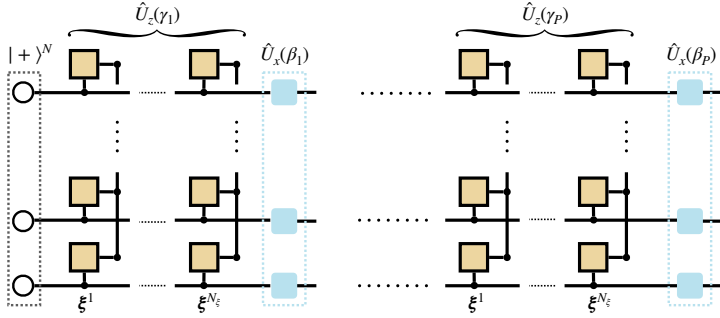 Û_z(γ_1) Û_z(γ_P)
| + ⟩^N Û_x(β_1) Û_x(β_P)
ξ^1 ξ^{N_ξ} ξ^1 ξ^{N_ξ}